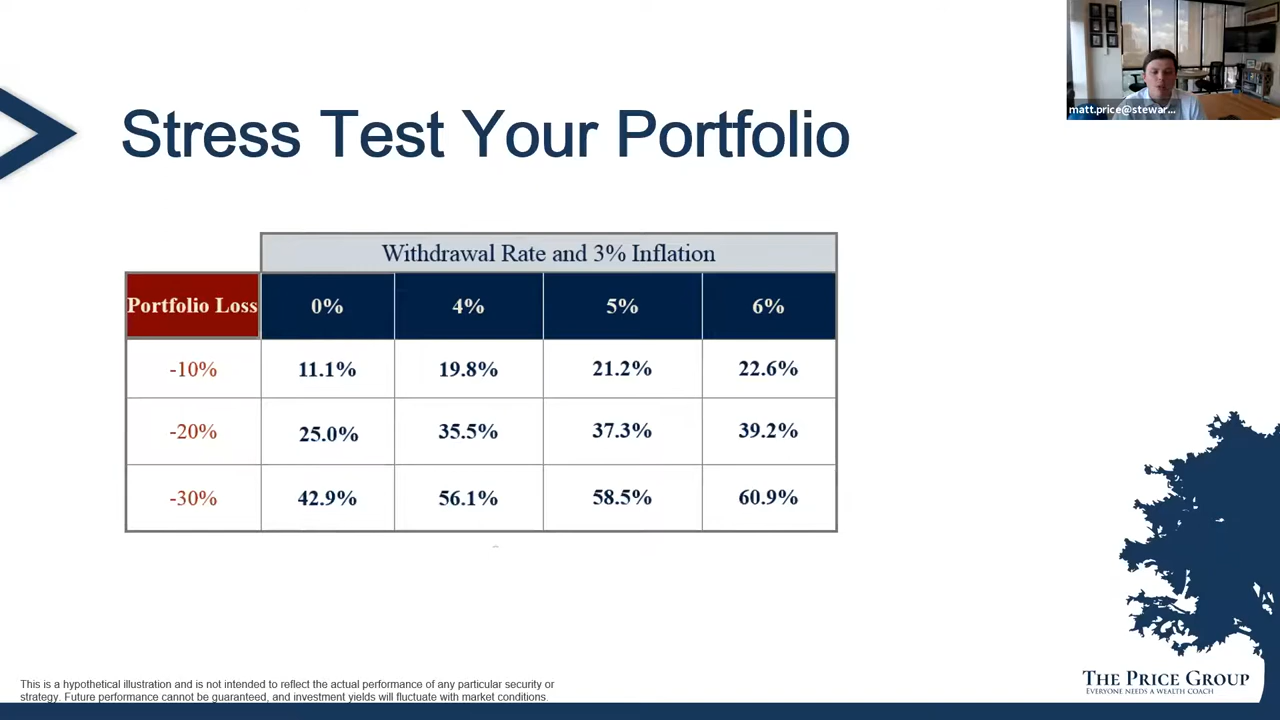 matt.price@stewar...
Stress Test Your Portfolio
Withdrawal Rate and 3% Inflation
Portfolio Loss 0% 4% 5% 6%
-10% 11.1% 19.8% 21.2% 22.6%
-20% 25.0% 35.5% 37.3% 39.2%
-30% 42.9% 56.1% 58.5% 60.9%
This is a hypothetical illustration and is not intended to reflect the actual performance of any particular security or
strategy. Future performance cannot be guaranteed, and investment yields will fluctuate with market conditions.
THE PRICE GROUP
EVERYONE NEEDS A WEALTH COACH